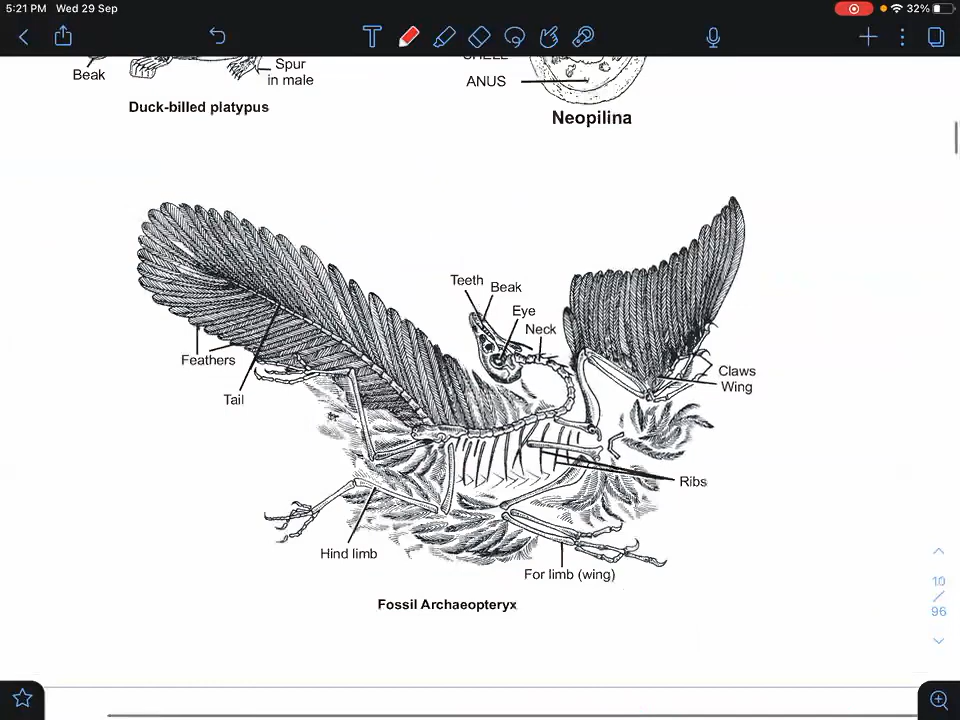 5:21 PM Wed 29 Sep
32%
Beak
Spur
in male
Duck-billed platypus
SHELL
ANUS
Neopilina
Teeth
Beak
Eye
Neck
Feathers
Tail
Claws
Wing
Ribs
Hind limb
For limb (wing)
Fossil Archaeopteryx
10
/
96